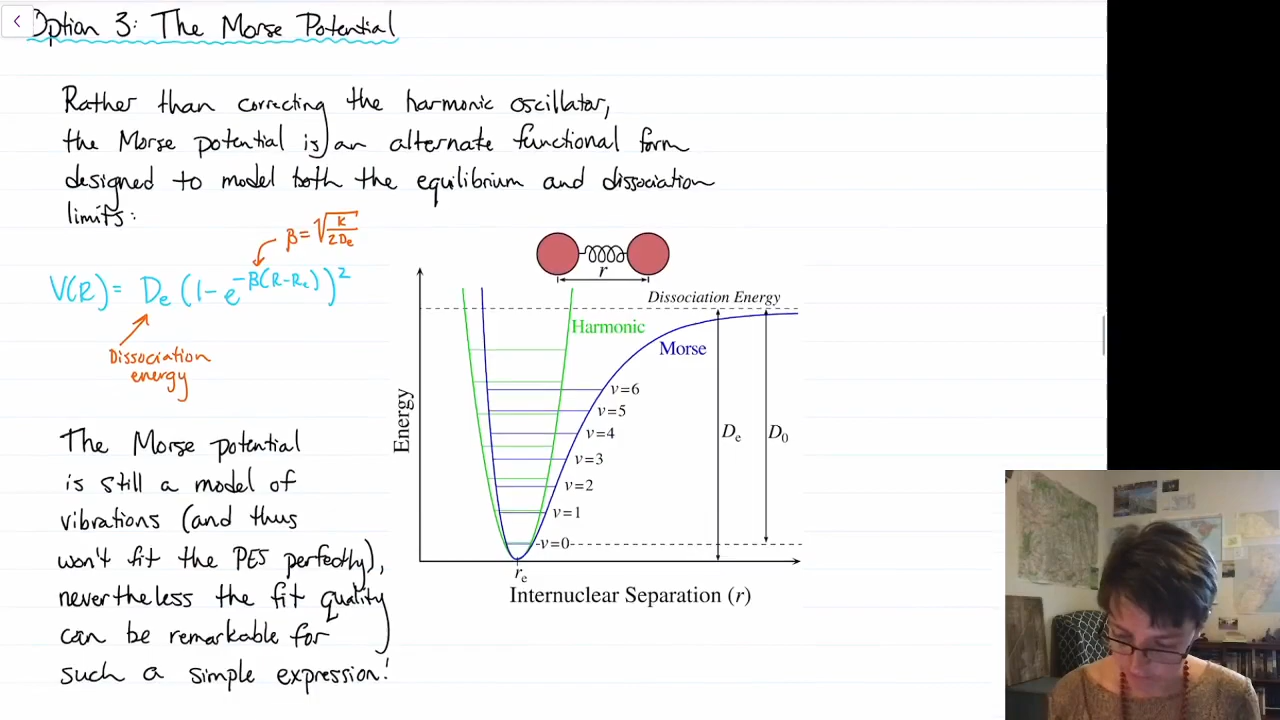 Option 3: The Morse Potential
Rather than correcting the harmonic oscillator,
the Morse potential is an alternate functional form
designed to model both the equilibrium and dissociation
limits:
β = √(k/2Dₑ)
V(R) = Dₑ (1 - e^(-β(R-Rₑ)))²
Dissociation
energy
r
Dissociation Energy
Harmonic
Morse
v=6
v=5
v=4
v=3
v=2
v=1
v=0
Dₑ
D₀
Energy
rₑ
Internuclear Separation (r)
The Morse potential
is still a model of
vibrations (and thus
won't fit the PES perfectly),
nevertheless the fit quality
can be remarkable for
such a simple expression!